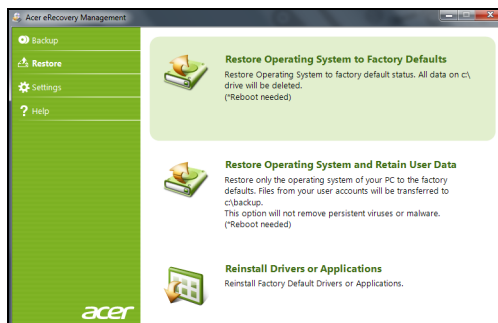 Acer eRecovery Management
Backup
Restore
Settings
Help
Restore Operating System to Factory Defaults
Restore Operating System to factory default status. All data on c:\
drive will be deleted.
(*Reboot needed)
Restore Operating System and Retain User Data
Restore only the operating system of your PC to the factory
defaults. Files from your user accounts will be transferred to
c:\backup.
This option will not remove persistent viruses or malware.
(*Reboot needed)
Reinstall Drivers or Applications
Reinstall Factory Default Drivers or Applications.
acer